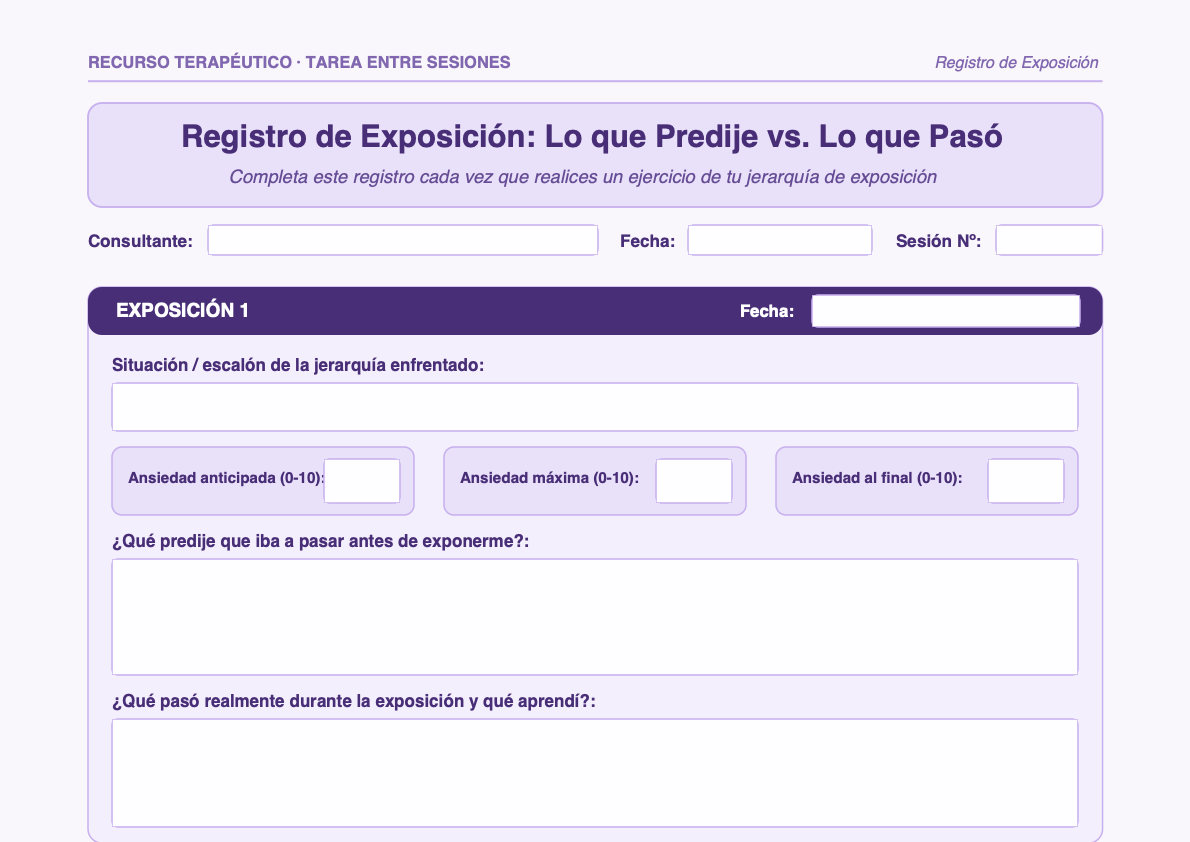 RECURSO TERAPÉUTICO · TAREA ENTRE SESIONES
Registro de Exposición
Registro de Exposición: Lo que Predije vs. Lo que Pasó
Completa este registro cada vez que realices un ejercicio de tu jerarquía de exposición
Consultante: Fecha: Sesión Nº:
EXPOSICIÓN 1 Fecha:
Situación / escalón de la jerarquía enfrentado:
Ansiedad anticipada (0-10): Ansiedad máxima (0-10): Ansiedad al final (0-10):
¿Qué predije que iba a pasar antes de exponerme?:
¿Qué pasó realmente durante la exposición y qué aprendí?: